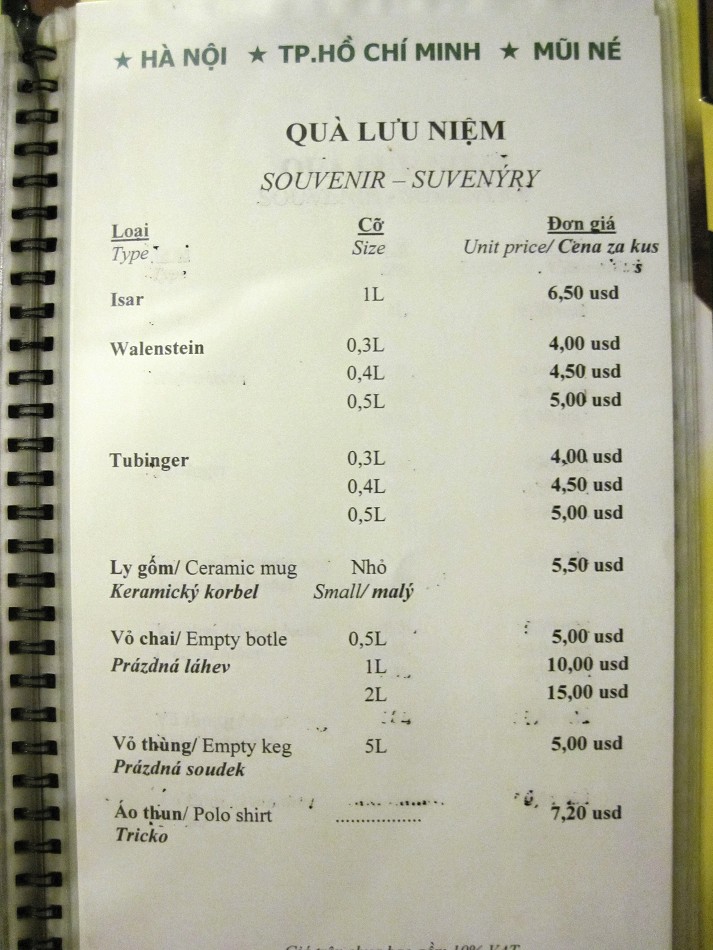 ★ HÀ NỘI ★ TP.HỒ CHÍ MINH ★ MŨI NÉ
QUÀ LƯU NIỆM
SOUVENIR – SUVENÝRY
Loại Cỡ Đơn giá
Type Size Unit price/ Cena za kus
Isar 1L 6,50 usd
Walenstein 0,3L 4,00 usd
0,4L 4,50 usd
0,5L 5,00 usd
Tubinger 0,3L 4,00 usd
0,4L 4,50 usd
0,5L 5,00 usd
Ly gốm/ Ceramic mug Nhỏ 5,50 usd
Keramický korbel Small/ malý
Vỏ chai/ Empty botle 0,5L 5,00 usd
Prázdná láhev 1L 10,00 usd
2L 15,00 usd
Vỏ thùng/ Empty keg 5L 5,00 usd
Prázdná soudek
Áo thun/ Polo shirt .................. 7,20 usd
Tricko
10% VAT